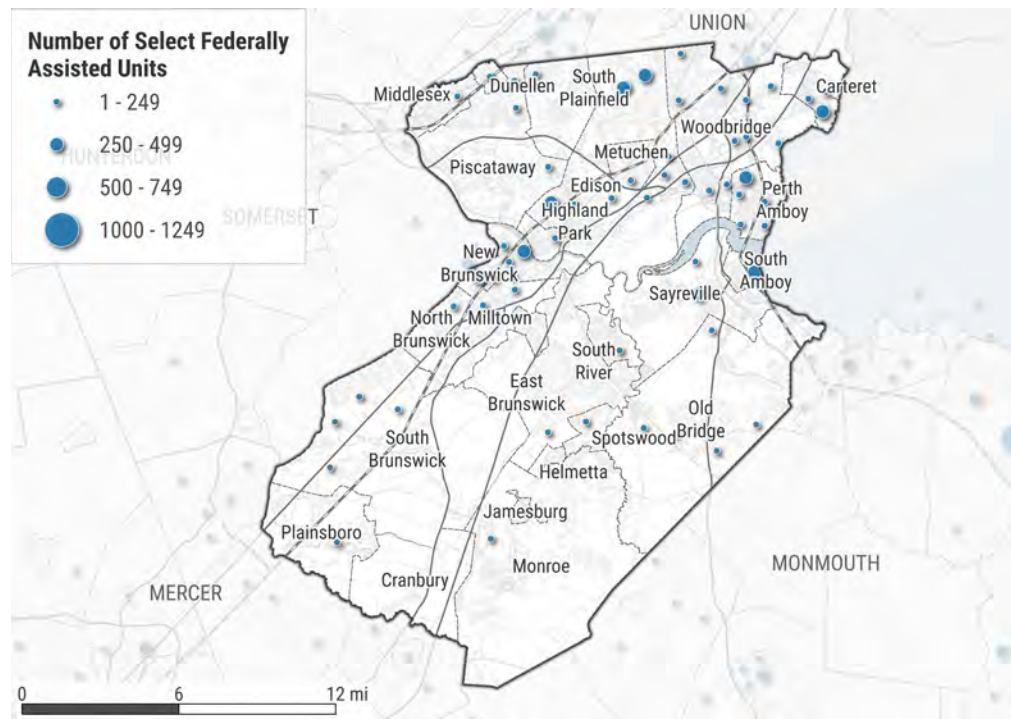 Number of Select Federally
Assisted Units
1 - 249
250 - 499
500 - 749
1000 - 1249
UNION
HUNTERDON
SOMERSET
Middlesex
Dunellen
South
Plainfield
Carteret
Woodbridge
Metuchen
Piscataway
Edison
Perth
Amboy
Highland
Park
New
Brunswick
South
Amboy
Sayreville
North
Brunswick
Milltown
South
River
East
Brunswick
Old
Bridge
South
Brunswick
Spotswood
Helmetta
Jamesburg
Plainsboro
Cranbury
Monroe
MONMOUTH
MERCER
0
6
12 mi